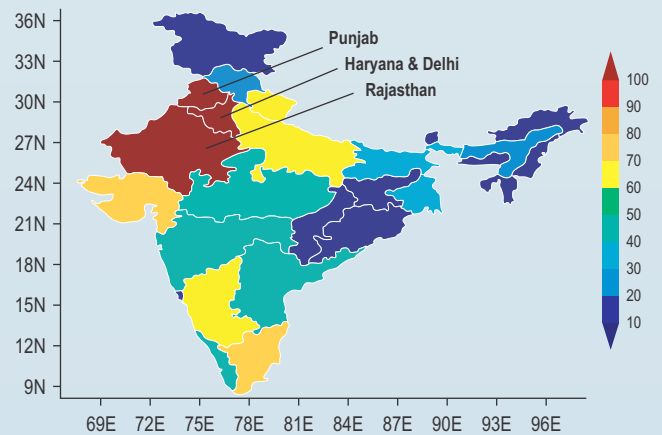 36N
33N
30N
27N
24N
21N
18N
15N
12N
9N
Punjab
Haryana & Delhi
Rajasthan
100
90
80
70
60
50
40
30
20
10
69E 72E 75E 78E 81E 84E 87E 90E 93E 96E